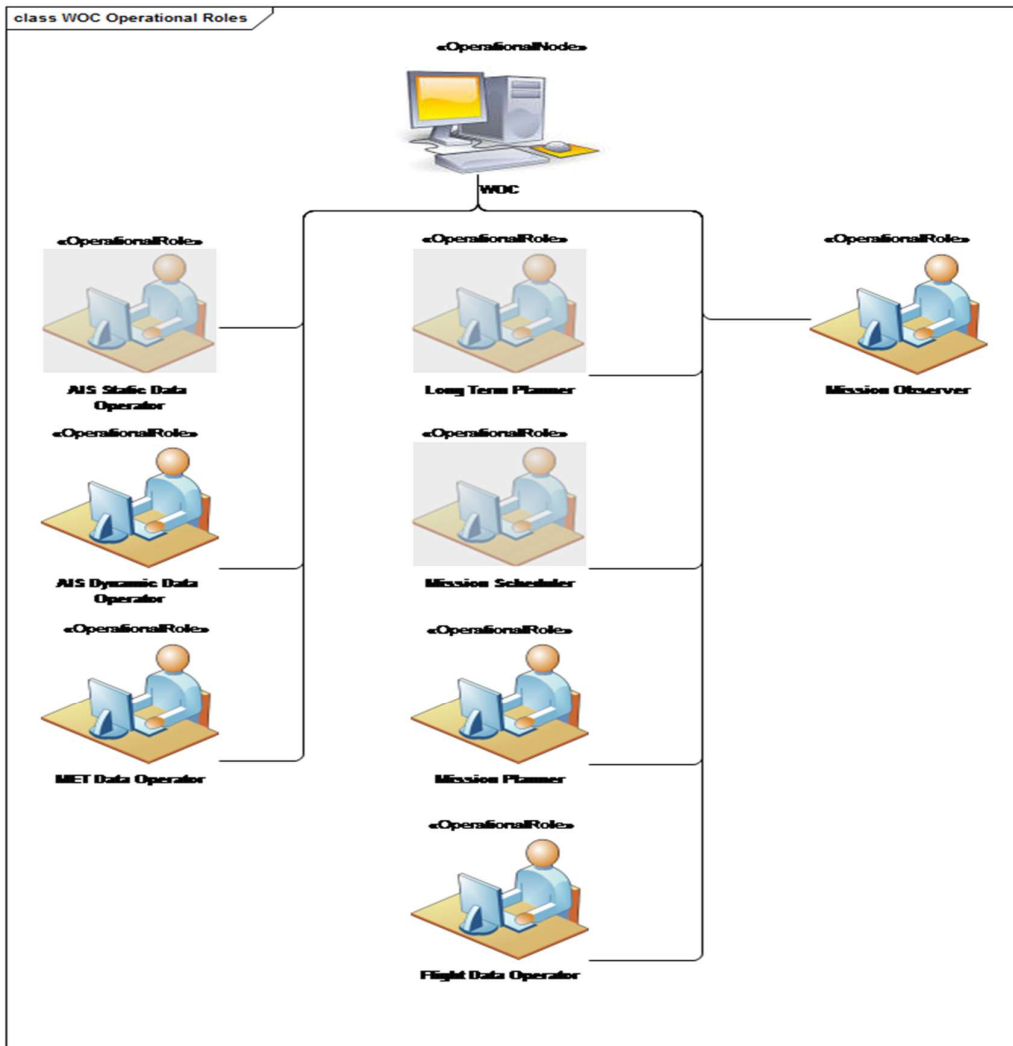 class WOC Operational Roles
«OperationalNode»
WOC
«OperationalRole»
AIS Static Data
Operator
«OperationalRole»
Long Term Planner
«OperationalRole»
Mission Observer
«OperationalRole»
AIS Dynamic Data
Operator
«OperationalRole»
Mission Scheduler
«OperationalRole»
MET Data Operator
«OperationalRole»
Mission Planner
«OperationalRole»
Flight Data Operator